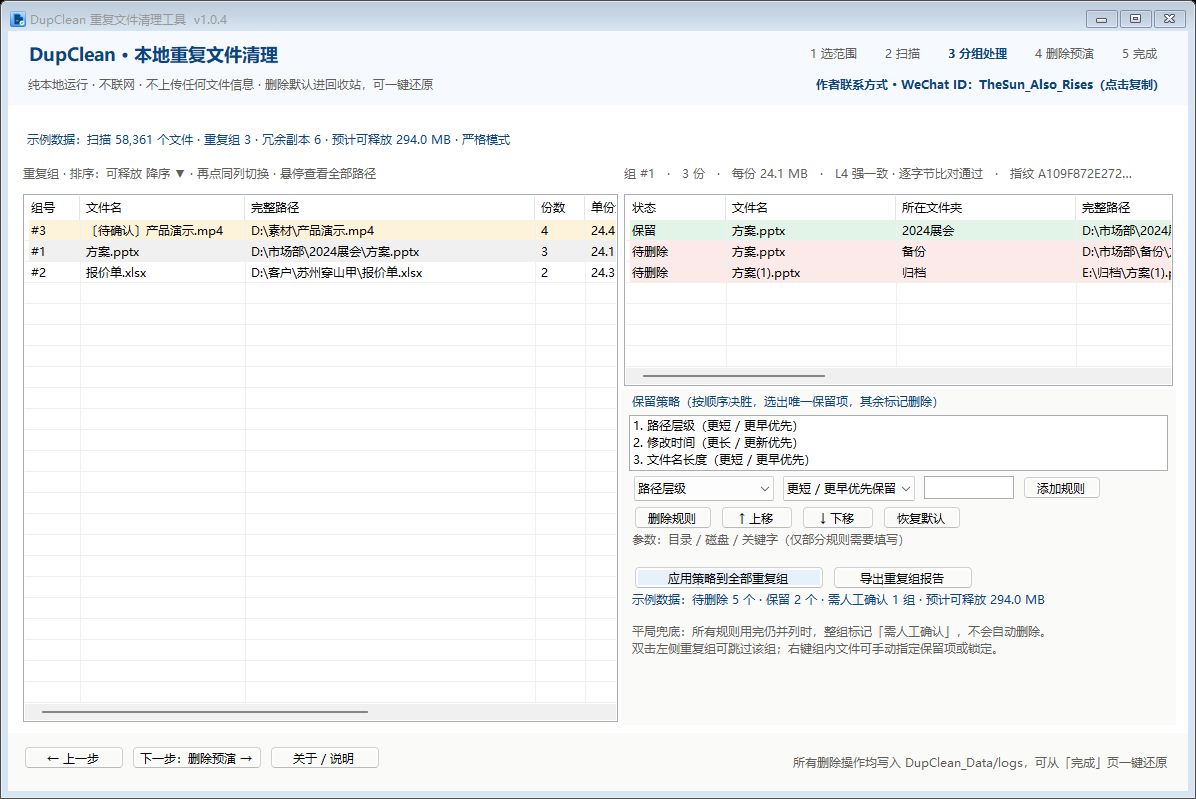 DupClean 重复文件清理工具 v1.0.4
DupClean • 本地重复文件清理
1 选范围 2 扫描 3 分组处理 4 删除预演 5 完成
纯本地运行 · 不联网 · 不上传任何文件信息 · 删除默认进回收站，可一键还原
作者联系方式 • WeChat ID：TheSun_Also_Rises（点击复制）
示例数据：扫描 58,361 个文件 · 重复组 3 · 冗余副本 6 · 预计可释放 294.0 MB · 严格模式
重复组 · 排序：可释放 降序 ▼ · 再点同列切换 · 悬停查看全部路径
组号 文件名 完整路径 份数 单份
#3 〔待确认〕产品演示.mp4 D:\素材\产品演示.mp4 4 24.4
#1 方案.pptx D:\市场部\2024展会\方案.pptx 3 24.1
#2 报价单.xlsx D:\客户\苏州穿山甲\报价单.xlsx 2 24.3
组 #1 · 3 份 · 每份 24.1 MB · L4 强一致 · 逐字节比对通过 · 指纹 A109F872E272...
状态 文件名 所在文件夹 完整路径
保留 方案.pptx 2024展会 D:\市场部\2024
待删除 方案.pptx 备份 D:\市场部\备份\
待删除 方案(1).pptx 归档 E:\归档\方案(1).
保留策略（按顺序决胜，选出唯一保留项，其余标记删除）
1. 路径层级（更短 / 更早优先）
2. 修改时间（更长 / 更新优先）
3. 文件名长度（更短 / 更早优先）
路径层级 更短 / 更早优先保留 添加规则
删除规则 ↑ 上移 ↓ 下移 恢复默认
参数：目录 / 磁盘 / 关键字（仅部分规则需要填写）
应用策略到全部重复组 导出重复组报告
示例数据：待删除 5 个 · 保留 2 个 · 需人工确认 1 组 · 预计可释放 294.0 MB
平局兜底：所有规则用完仍并列时，整组标记「需人工确认」，不会自动删除。
双击左侧重复组可跳过该组；右键组内文件可手动指定保留项或锁定。
← 上一步 下一步：删除预演 → 关于 / 说明
所有删除操作均写入 DupClean_Data/logs，可从「完成」页一键还原